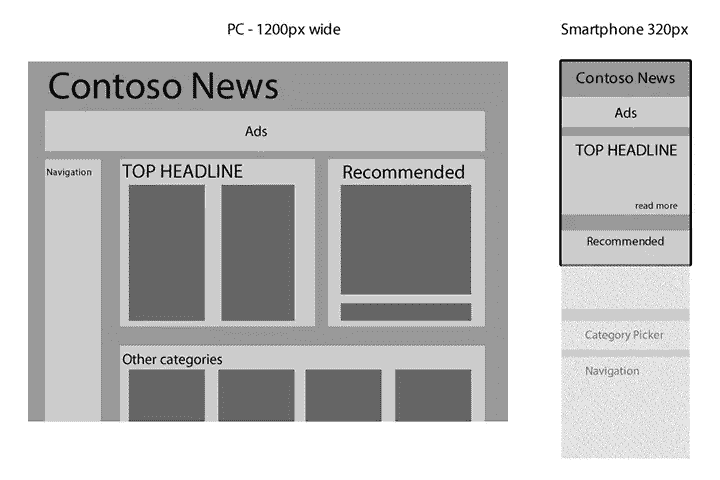 PC - 1200px wide
Contoso News
Ads
Navigation
TOP HEADLINE
Recommended
Other categories
Smartphone 320px
Contoso News
Ads
TOP HEADLINE
read more
Recommended
Category Picker
Navigation